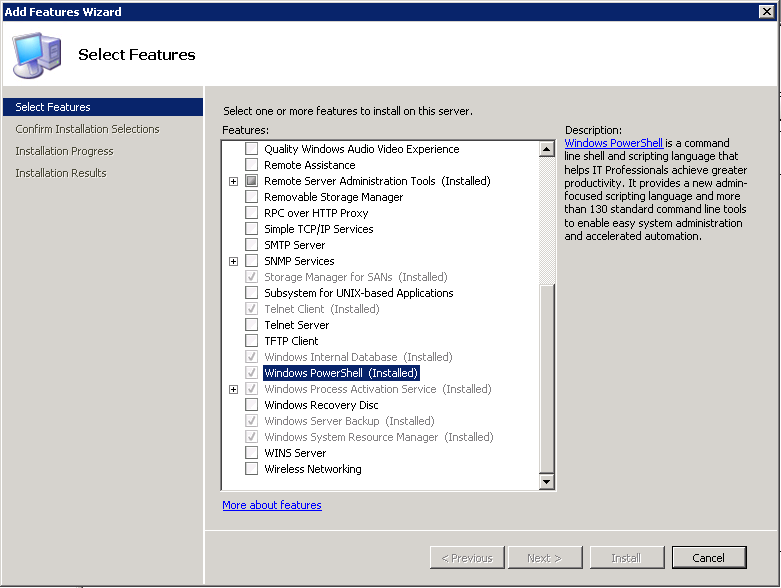 Add Features Wizard
Select Features
Select Features
Confirm Installation Selections
Installation Progress
Installation Results
Select one or more features to install on this server.
Features:
Quality Windows Audio Video Experience
Remote Assistance
Remote Server Administration Tools (Installed)
Removable Storage Manager
RPC over HTTP Proxy
Simple TCP/IP Services
SMTP Server
SNMP Services
Storage Manager for SANs (Installed)
Subsystem for UNIX-based Applications
Telnet Client (Installed)
Telnet Server
TFTP Client
Windows Internal Database (Installed)
Windows PowerShell (Installed)
Windows Process Activation Service (Installed)
Windows Recovery Disc
Windows Server Backup (Installed)
Windows System Resource Manager (Installed)
WINS Server
Wireless Networking
More about features
Description:
Windows PowerShell is a command
line shell and scripting language that
helps IT Professionals achieve greater
productivity. It provides a new admin-
focused scripting language and more
than 130 standard command line tools
to enable easy system administration
and accelerated automation.
< Previous
Next >
Install
Cancel